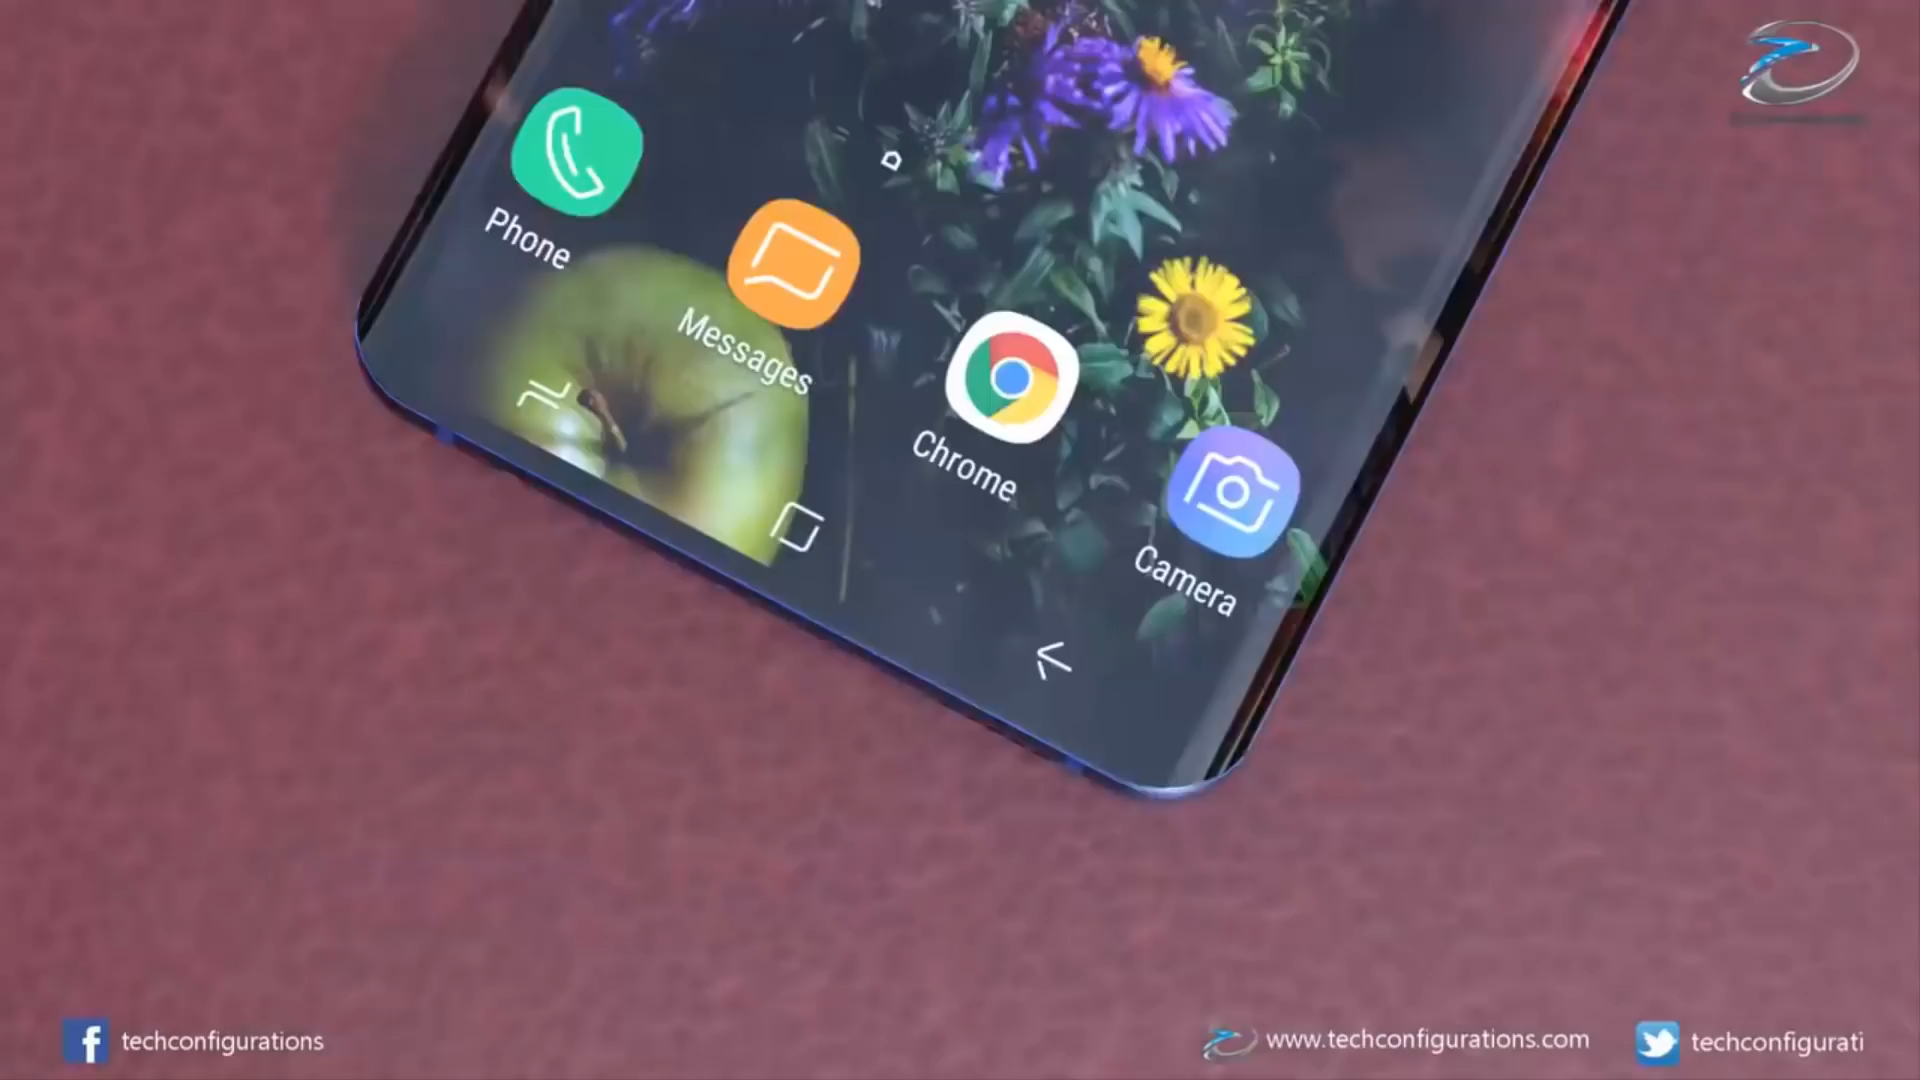 Phone
Messages
Chrome
Camera
techconfigurations
www.techconfigurations.com
techconfigurati